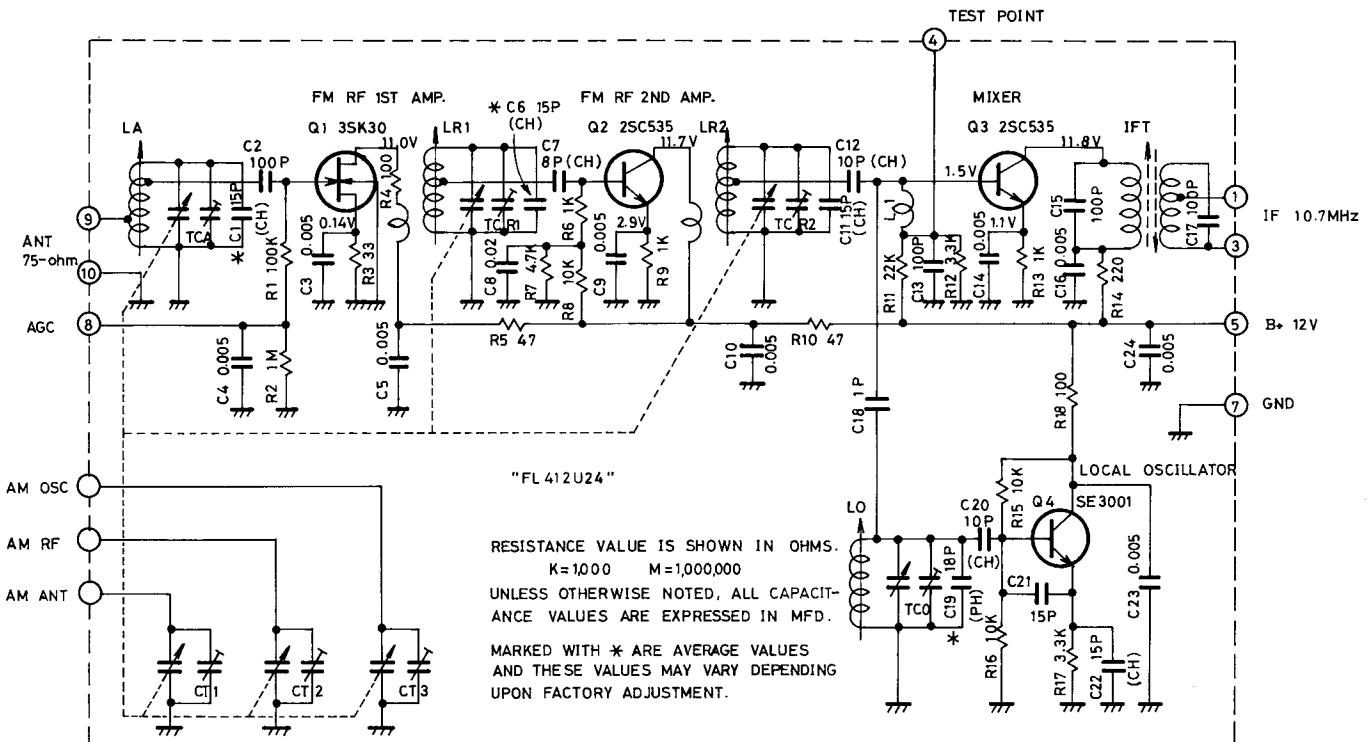 TEST POINT
4
FM RF 1ST AMP.
* C6 15P
(CH)
FM RF 2ND AMP.
MIXER
LA
C2
100P
Q1 3SK30
11.0V
LR1
C7
8P (CH)
Q2 2SC535
11.7V
LR2
C12
10P (CH)
Q3 2SC535
11.8V
IFT
R4 100
1.5V
C15
100P
C17 100P
1
IF 10.7MHz
3
9
ANT
75-ohm
10
TCA
C1 15P
(CH)
*
R1 100K
0.14V
C3 0.005
R3 33
TC R1
R6 1K
2.9V
C8 0.02
R7 4.7K
R8 10K
C9 0.005
R9 1K
TC R2
C11 15P
(CH)
L1
R11 22K
C13 100P
R12 3.3K
1.1V
C14 0.005
R13 1K
C16 0.005
R14 220
AGC
8
C4 0.005
R2 1M
C5 0.005
R5 47
C10
0.005
R10 47
C24
0.005
5
B+ 12V
C18 1P
R18 100
7
GND
"FL412U24"
LOCAL OSCILLATOR
AM OSC
AM RF
AM ANT
LO
C20
10P
(CH)
R15 10K
Q4
SE3001
TCO
C19 18P
(PH)
*
C21
15P
C23 0.005
R16 10K
R17 3.3K
C22 15P
(CH)
RESISTANCE VALUE IS SHOWN IN OHMS.
K=1,000 M=1,000,000
UNLESS OTHERWISE NOTED, ALL CAPACIT-
ANCE VALUES ARE EXPRESSED IN MFD.
MARKED WITH * ARE AVERAGE VALUES
AND THESE VALUES MAY VARY DEPENDING
UPON FACTORY ADJUSTMENT.
CT1
CT2
CT3